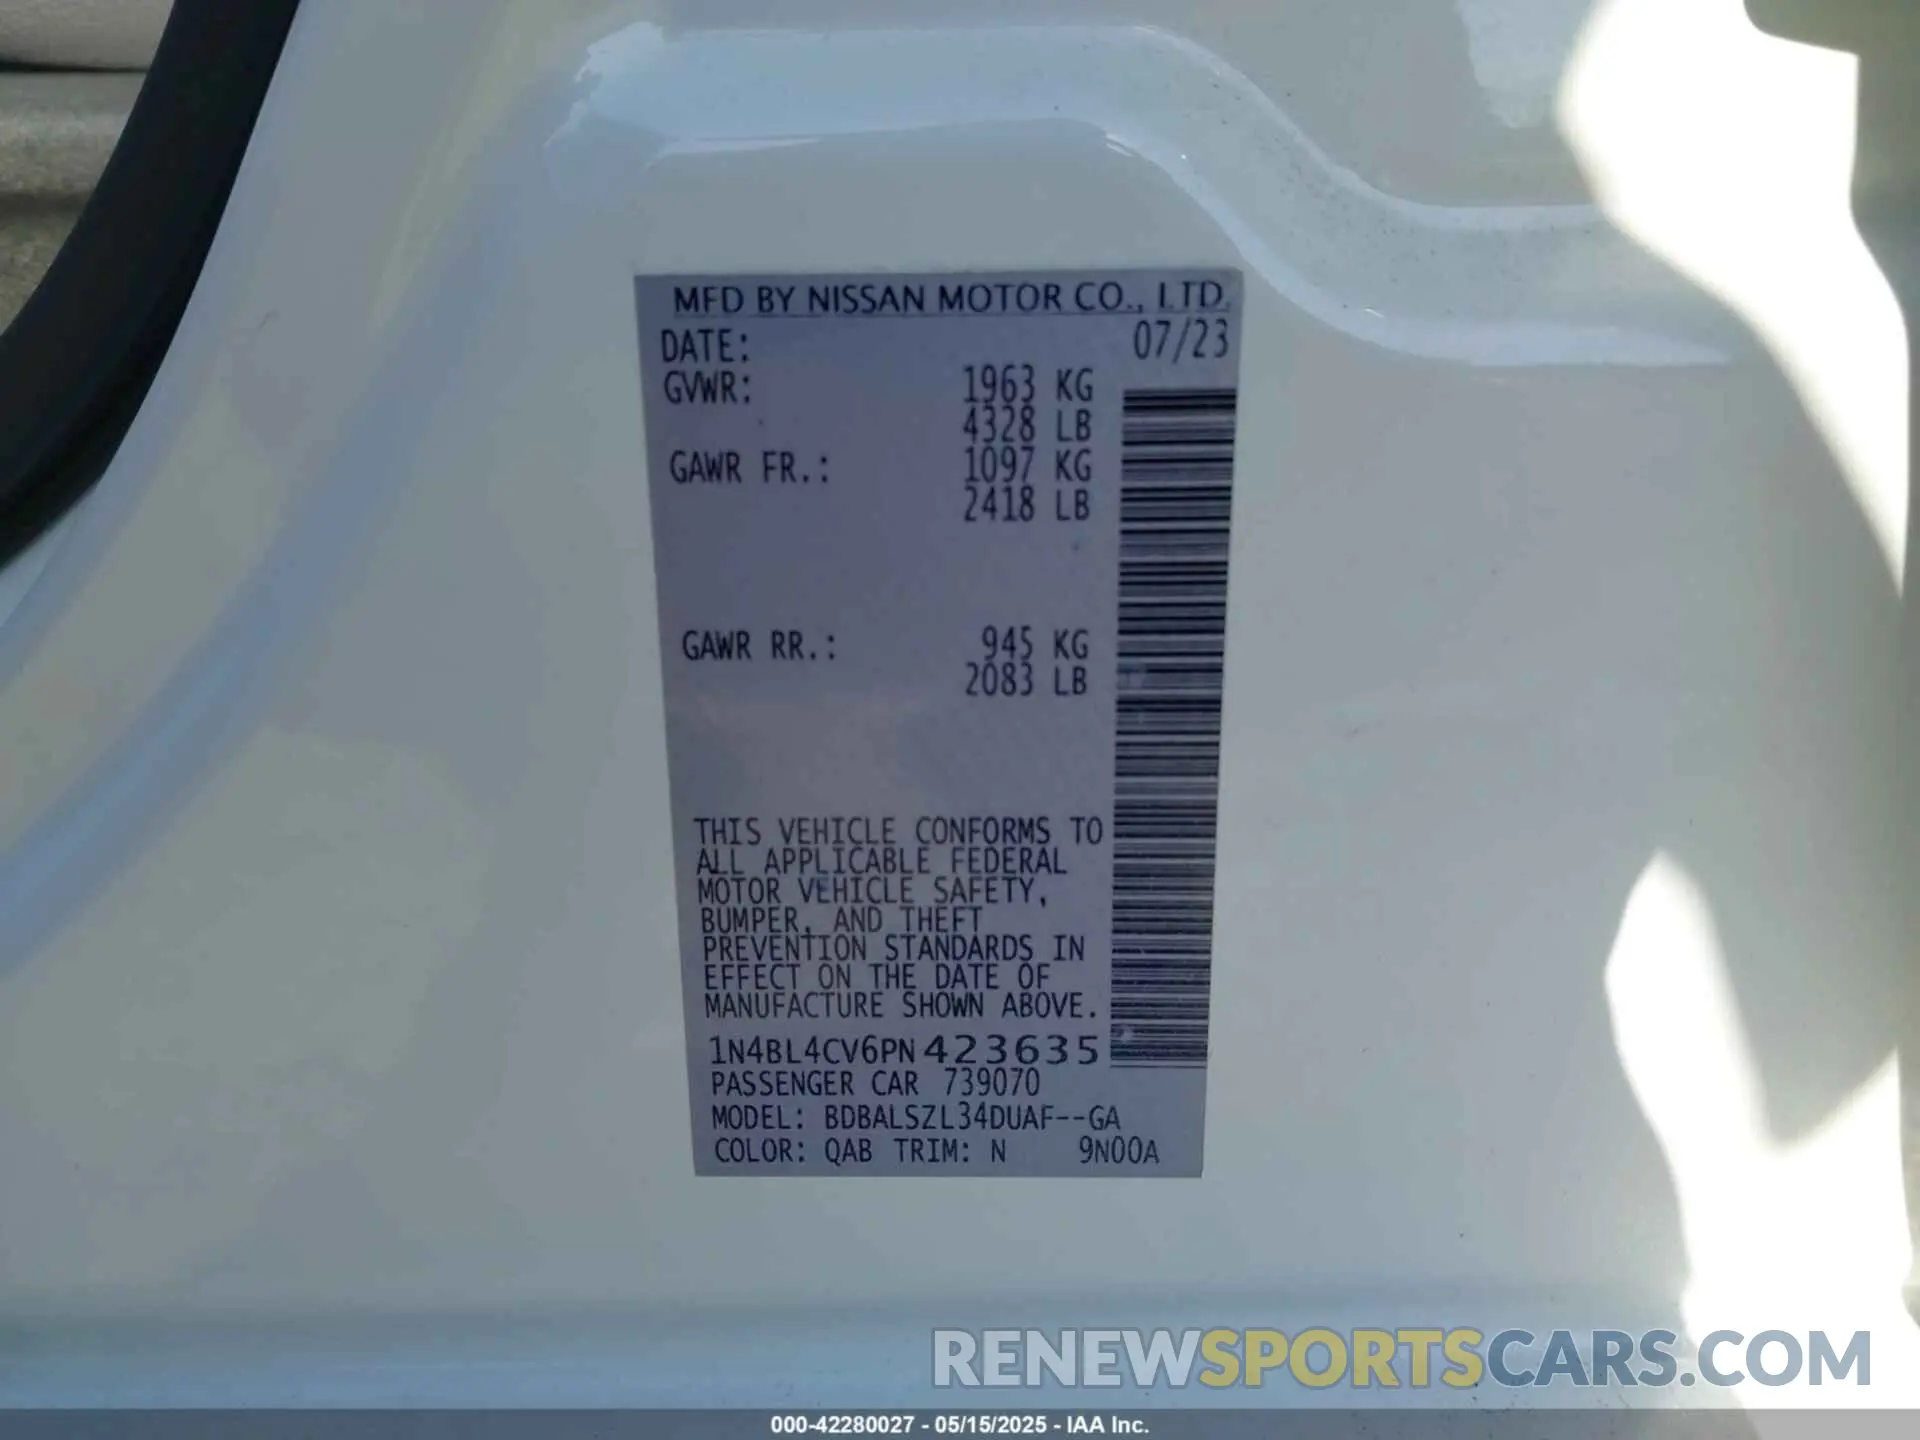 MFD BY NISSAN MOTOR CO., LTD.
DATE: 07/23
GVWR: 1963 KG
4328 LB
GAWR FR.: 1097 KG
2418 LB
GAWR RR.: 945 KG
2083 LB
THIS VEHICLE CONFORMS TO
ALL APPLICABLE FEDERAL
MOTOR VEHICLE SAFETY,
BUMPER, AND THEFT
PREVENTION STANDARDS IN
EFFECT ON THE DATE OF
MANUFACTURE SHOWN ABOVE.
1N4BL4CV6PN423635
PASSENGER CAR 739070
MODEL: BDBALSZL34DUAF--GA
COLOR: QAB TRIM: N 9N00A
RENEWSPORTSCARS.COM
000-42280027 - 05/15/2025 - IAA Inc.